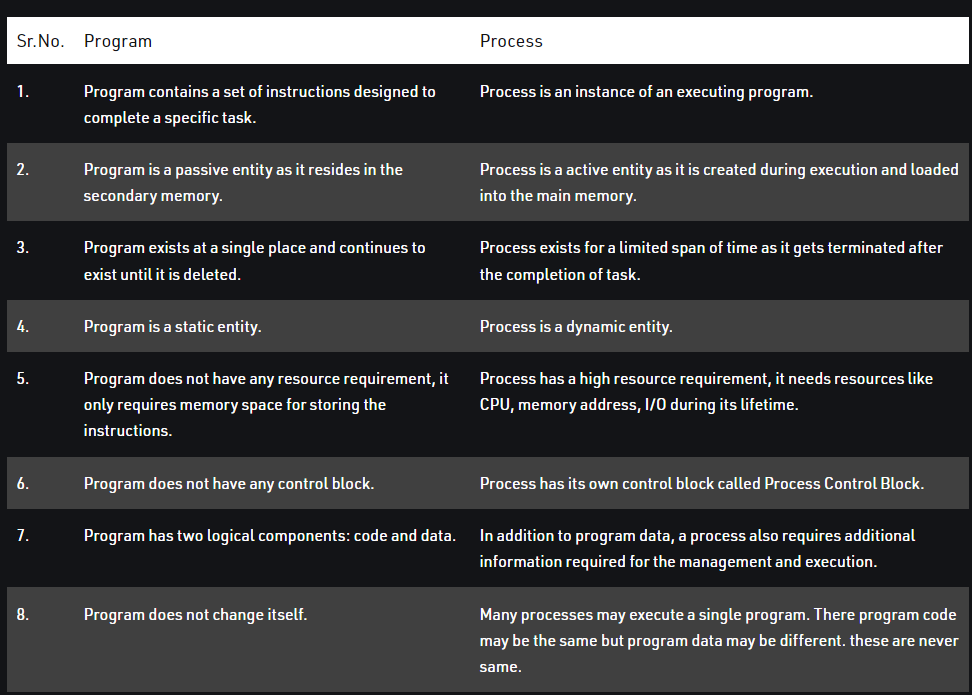 Sr.No. Program Process
1. Program contains a set of instructions designed to Process is an instance of an executing program.
complete a specific task.
2. Program is a passive entity as it resides in the Process is a active entity as it is created during execution and loaded
secondary memory. into the main memory.
3. Program exists at a single place and continues to Process exists for a limited span of time as it gets terminated after
exist until it is deleted. the completion of task.
4. Program is a static entity. Process is a dynamic entity.
5. Program does not have any resource requirement, it Process has a high resource requirement, it needs resources like
only requires memory space for storing the CPU, memory address, I/O during its lifetime.
instructions.
6. Program does not have any control block. Process has its own control block called Process Control Block.
7. Program has two logical components: code and data. In addition to program data, a process also requires additional
information required for the management and execution.
8. Program does not change itself. Many processes may execute a single program. There program code
may be the same but program data may be different. these are never
same.